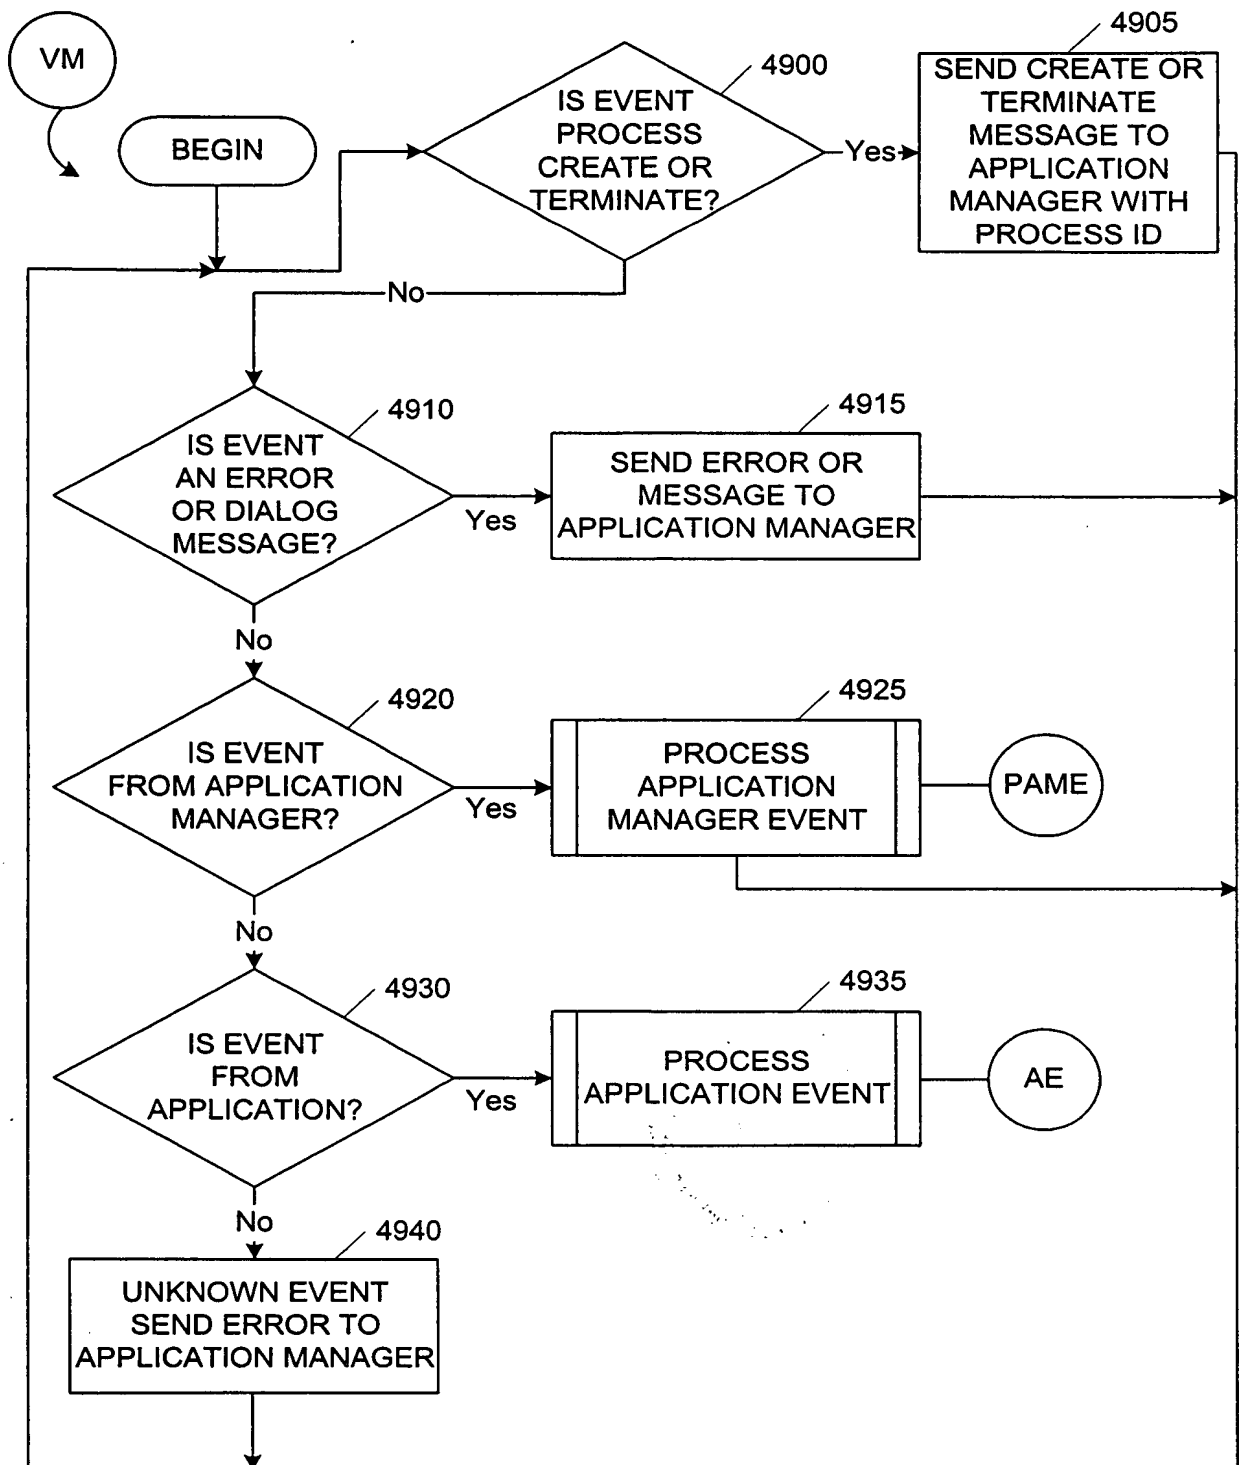 VM
BEGIN
4900
IS EVENT
PROCESS
CREATE OR
TERMINATE?
Yes
4905
SEND CREATE OR
TERMINATE
MESSAGE TO
APPLICATION
MANAGER WITH
PROCESS ID
No
4910
IS EVENT
AN ERROR
OR DIALOG
MESSAGE?
Yes
4915
SEND ERROR OR
MESSAGE TO
APPLICATION MANAGER
No
4920
IS EVENT
FROM APPLICATION
MANAGER?
Yes
4925
PROCESS
APPLICATION
MANAGER EVENT
PAME
No
4930
IS EVENT
FROM
APPLICATION?
Yes
4935
PROCESS
APPLICATION EVENT
AE
No
4940
UNKNOWN EVENT
SEND ERROR TO
APPLICATION MANAGER